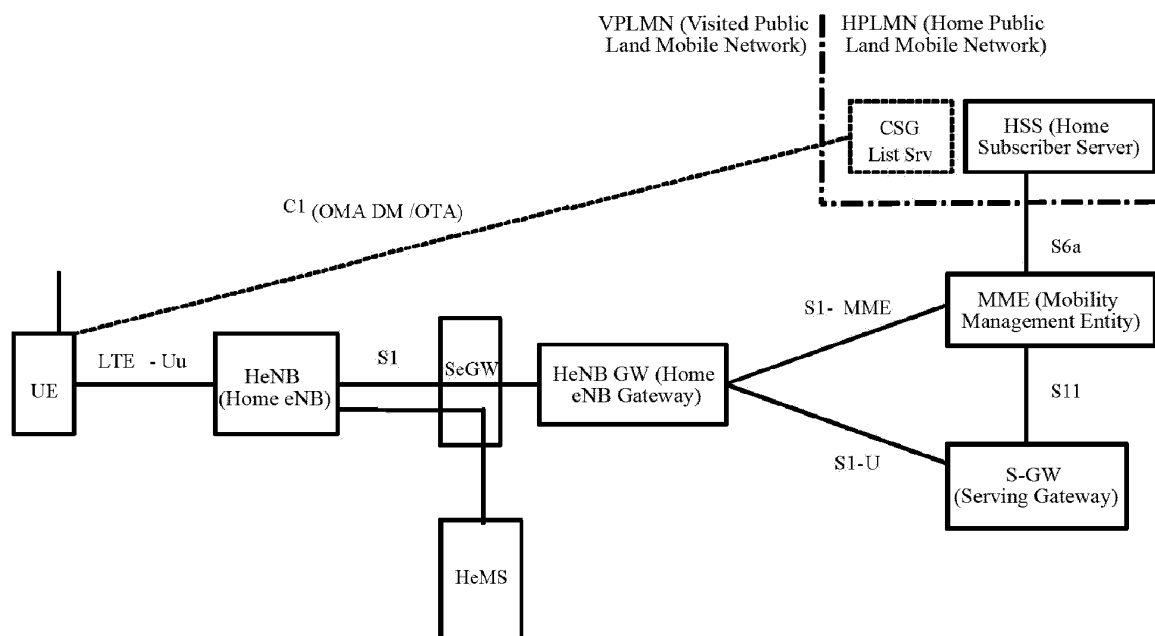 VPLMN (Visited Public
Land Mobile Network)
HPLMN (Home Public
Land Mobile Network)
CSG
List Srv
HSS (Home
Subscriber Server)
C1 (OMA DM /OTA)
S6a
MME (Mobility
Management Entity)
S1- MME
UE
LTE - Uu
HeNB
(Home eNB)
S1
SeGW
HeNB GW (Home
eNB Gateway)
S11
S1-U
S-GW
(Serving Gateway)
HeMS